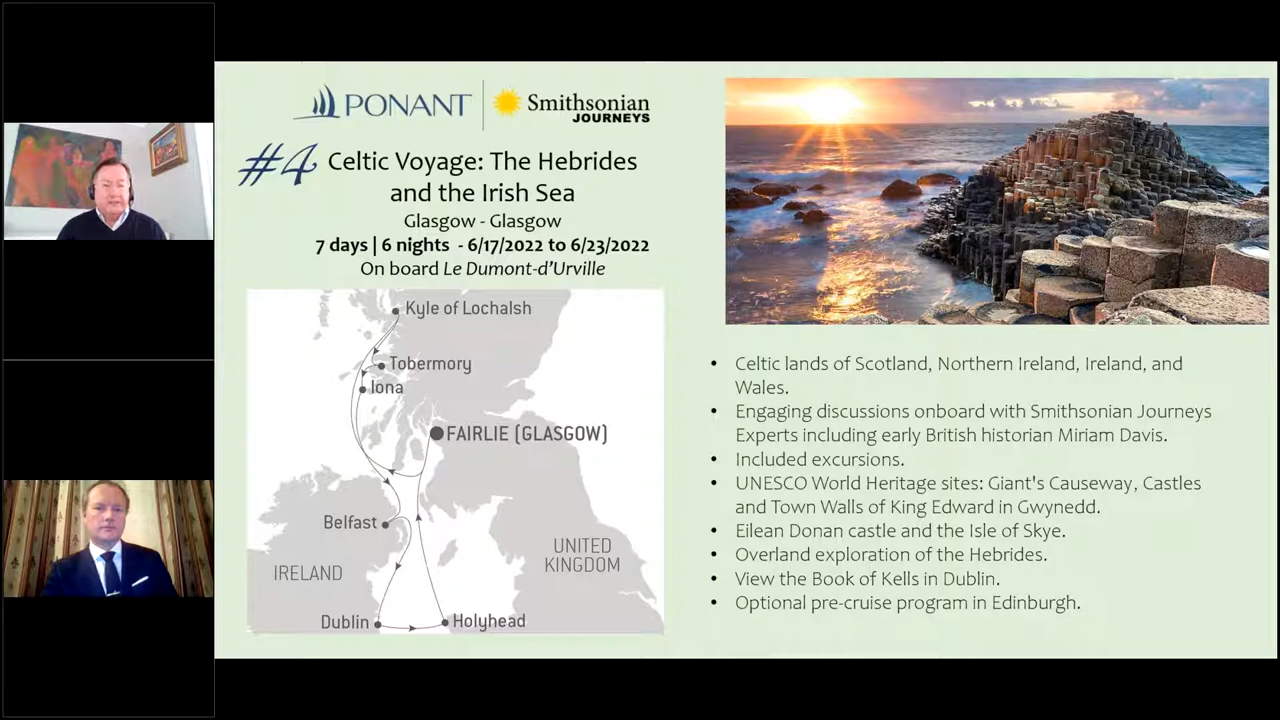 PONANT
Smithsonian
JOURNEYS
#4
Celtic Voyage: The Hebrides
and the Irish Sea
Glasgow - Glasgow
7 days | 6 nights - 6/17/2022 to 6/23/2022
On board Le Dumont-d'Urville
Kyle of Lochalsh
Tobermory
Iona
FAIRLIE (GLASGOW)
Belfast
IRELAND
UNITED
KINGDOM
Dublin
Holyhead
• Celtic lands of Scotland, Northern Ireland, Ireland, and
Wales.
• Engaging discussions onboard with Smithsonian Journeys
Experts including early British historian Miriam Davis.
• Included excursions.
• UNESCO World Heritage sites: Giant's Causeway, Castles
and Town Walls of King Edward in Gwynedd.
• Eilean Donan castle and the Isle of Skye.
• Overland exploration of the Hebrides.
• View the Book of Kells in Dublin.
• Optional pre-cruise program in Edinburgh.